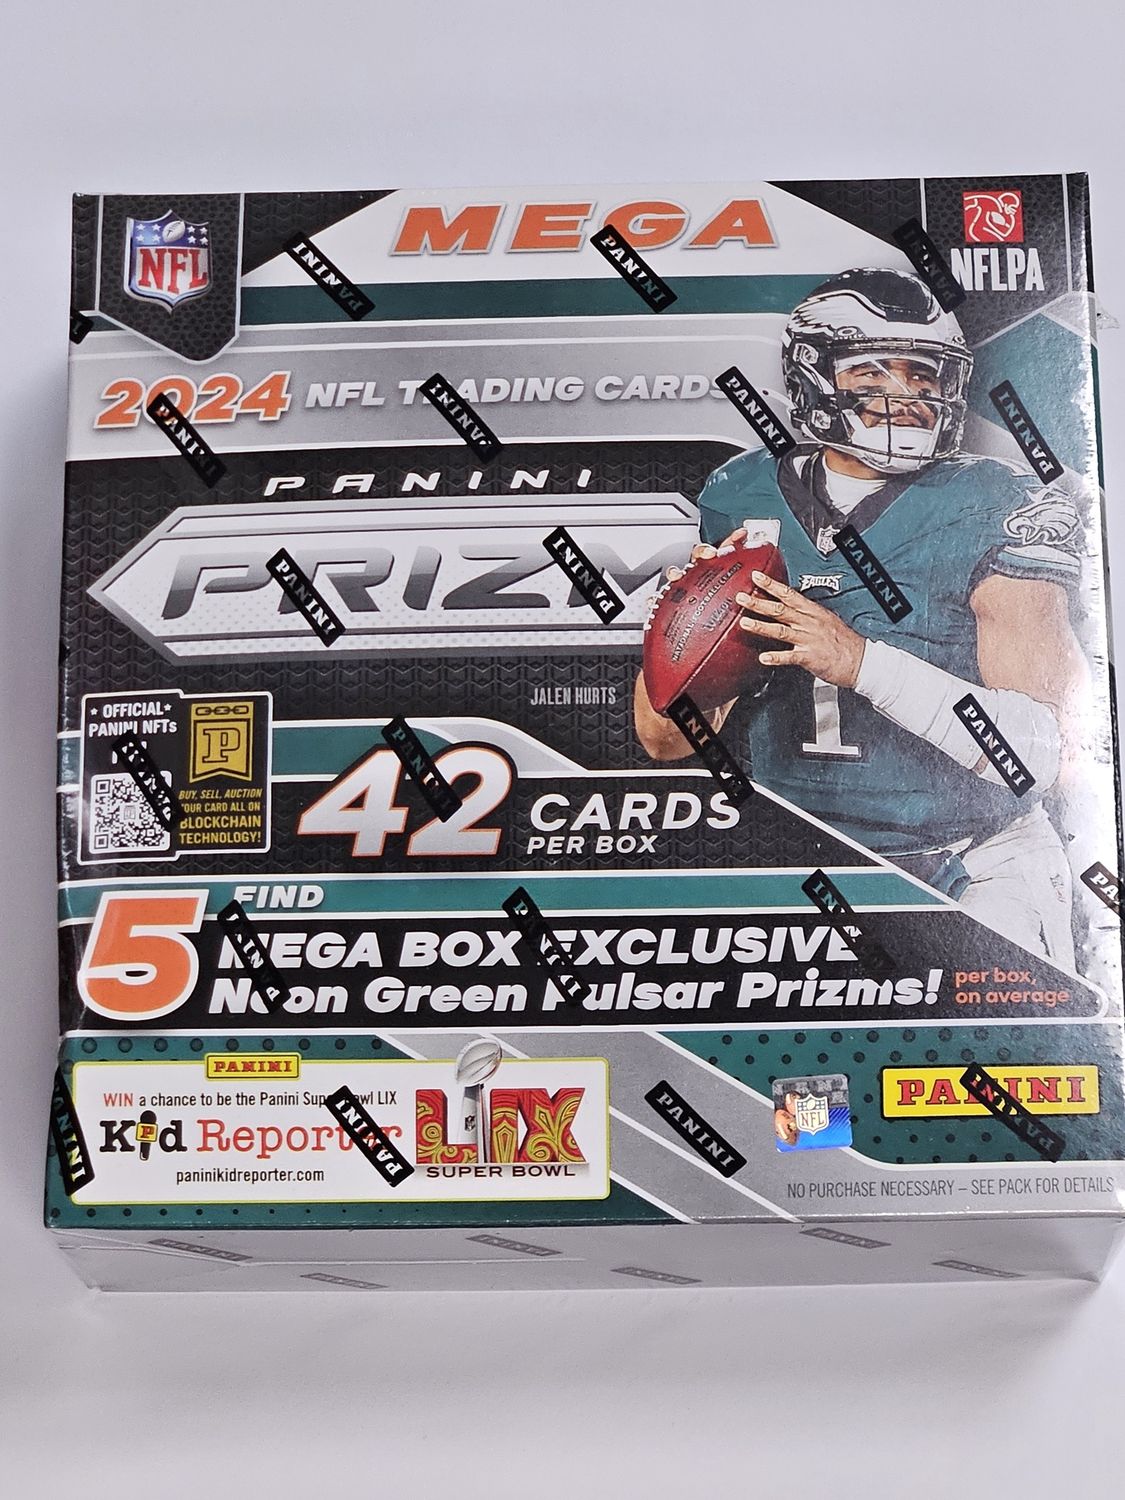 MEGA
NFL
NFLPA
2024 NFL TRADING CARDS
PANINI
PRIZM
EAGLES
1
JALEN HURTS
★ OFFICIAL ★
PANINI NFTs
P
BUY, SELL, AUCTION
YOUR CARD ALL ON
BLOCKCHAIN
TECHNOLOGY!
42 CARDS
PER BOX
5 FIND
MEGA BOX EXCLUSIVE
Neon Green Pulsar Prizms!
per box,
on average
PANINI
WIN a chance to be the Panini Super Bowl LIX
Kid Reporter
paninikidreporter.com
LIX
SUPER BOWL
NFL
PANINI
NO PURCHASE NECESSARY – SEE PACK FOR DETAILS